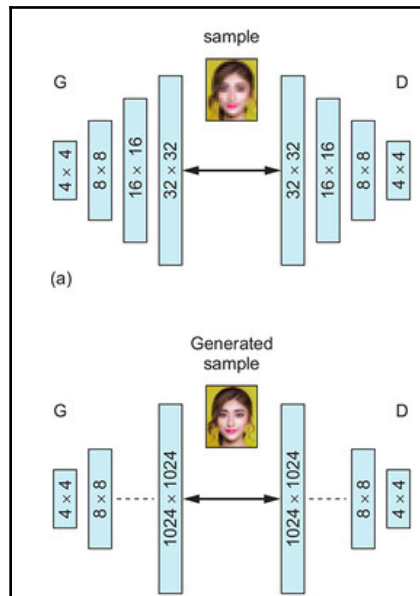 sample
G
D
4 × 4
8 × 8
16 × 16
32 × 32
32 × 32
16 × 16
8 × 8
4 × 4
(a)
Generated
sample
G
D
4 × 4
8 × 8
1024 × 1024
1024 × 1024
8 × 8
4 × 4